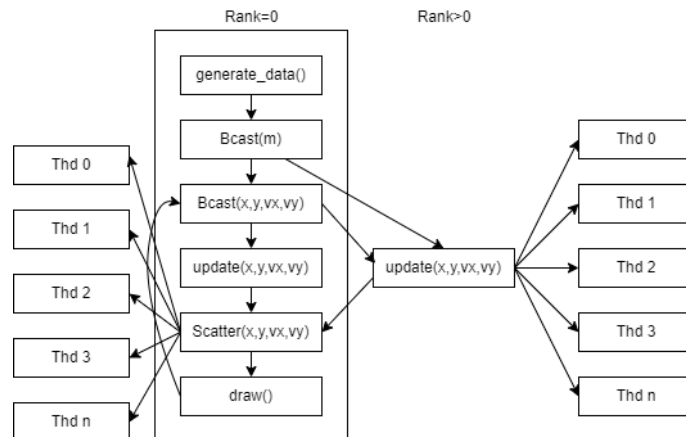 Rank=0
Rank>0
generate_data()
Bcast(m)
Bcast(x,y,vx,vy)
update(x,y,vx,vy)
Scatter(x,y,vx,vy)
draw()
Thd 0
Thd 1
Thd 2
Thd 3
Thd n
update(x,y,vx,vy)
Thd 0
Thd 1
Thd 2
Thd 3
Thd n